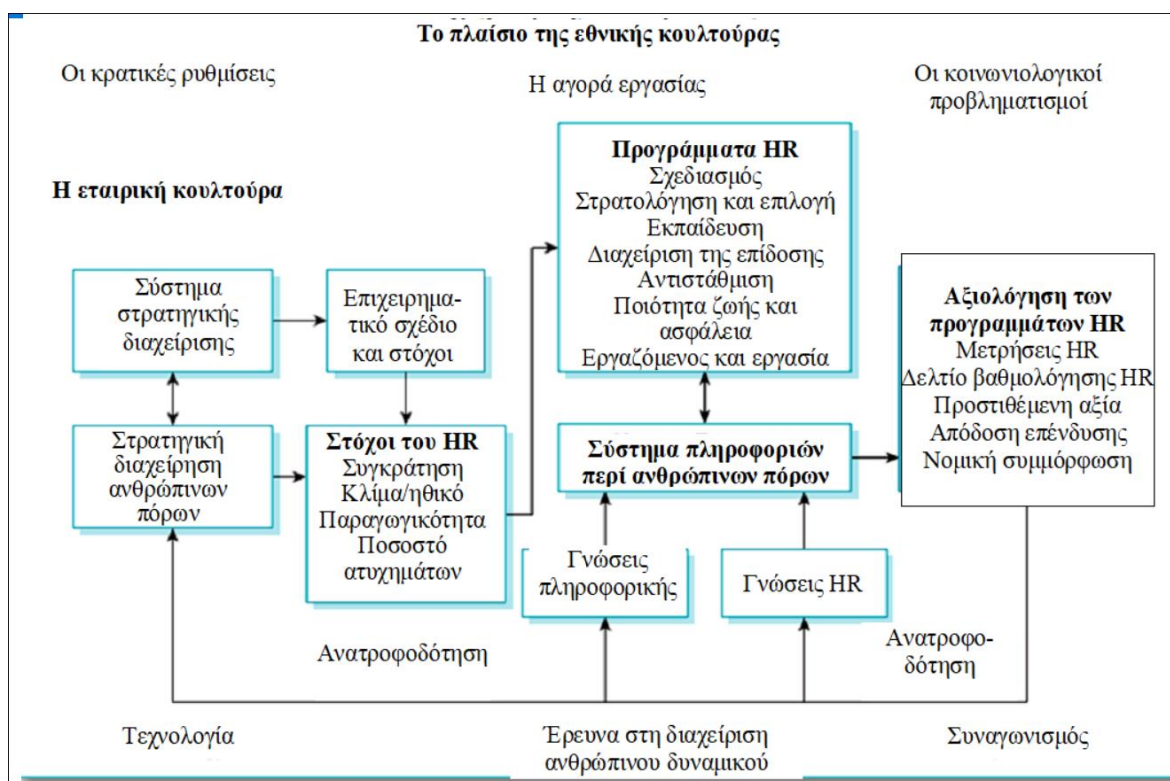 Το πλαίσιο της εθνικής κουλτούρας
Οι κρατικές ρυθμίσεις
Η αγορά εργασίας
Οι κοινωνιολογικοί
προβληματισμοί
Η εταιρική κουλτούρα
Σύστημα
στρατηγικής
διαχείρισης
Επιχειρημα-
τικό σχέδιο
και στόχοι
Προγράμματα HR
Σχεδιασμός
Στρατολόγηση και επιλογή
Εκπαίδευση
Διαχείριση της επίδοσης
Αντιστάθμιση
Ποιότητα ζωής και
ασφάλεια
Εργαζόμενος και εργασία
Στρατηγική
διαχείρηση
ανθρώπινων
πόρων
Στόχοι του HR
Συγκράτηση
Κλίμα/ηθικό
Παραγωγικότητα
Ποσοστό
ατυχημάτων
Σύστημα πληροφοριών
περί ανθρώπινων πόρων
Αξιολόγηση των
προγραμμάτων HR
Μετρήσεις HR
Δελτίο βαθμολόγησης HR
Προστιθέμενη αξία
Απόδοση επένδυσης
Νομική συμμόρφωση
Γνώσεις
πληροφορικής
Γνώσεις HR
Ανατροφοδότηση
Ανατροφο-
δότηση
Τεχνολογία
Έρευνα στη διαχείριση
ανθρώπινου δυναμικού
Συναγωνισμός